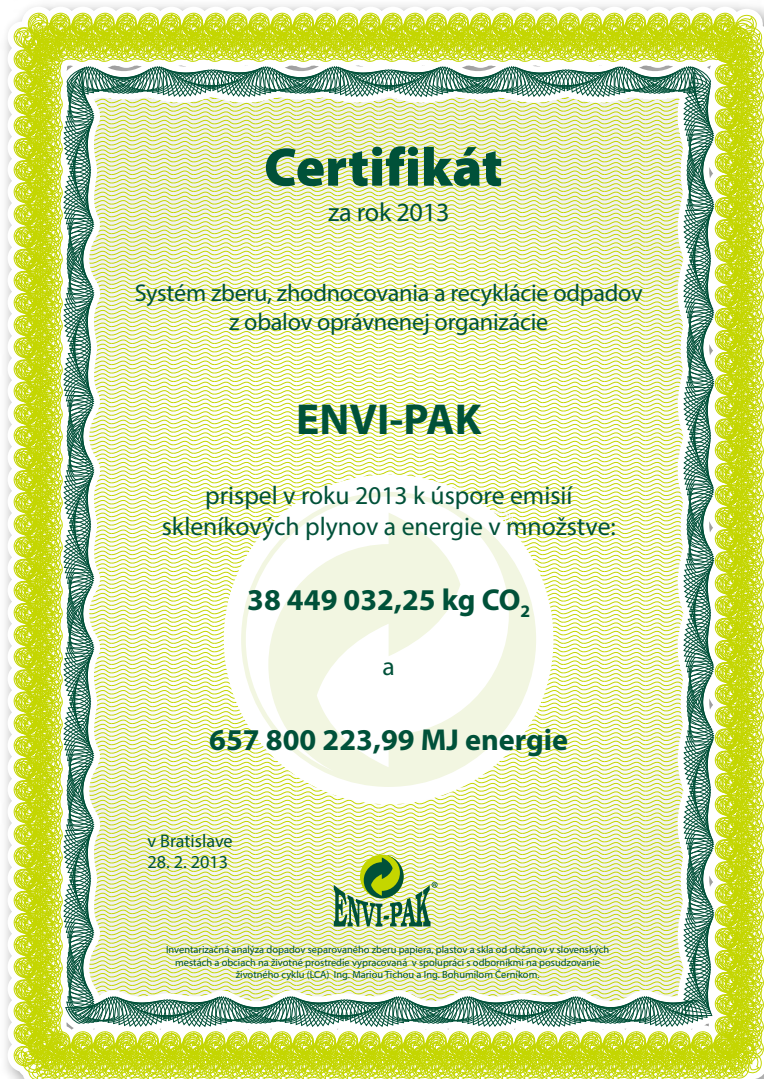 Certifikát
za rok 2013
Systém zberu, zhodnocovania a recyklácie odpadov
z obalov oprávnenej organizácie
ENVI-PAK
prispel v roku 2013 k úspore emisií
skleníkových plynov a energie v množstve:
38 449 032,25 kg CO₂
a
657 800 223,99 MJ energie
v Bratislave
28. 2. 2013
ENVI-PAK®
Inventarizačná analýza dopadov separovaného zberu papiera, plastov a skla od občanov v slovenských
mestách a obciach na životné prostredie vypracovaná v spolupráci s odborníkmi na posudzovanie
životného cyklu (LCA) Ing. Mariou Tichou a Ing. Bohumilom Černíkom.